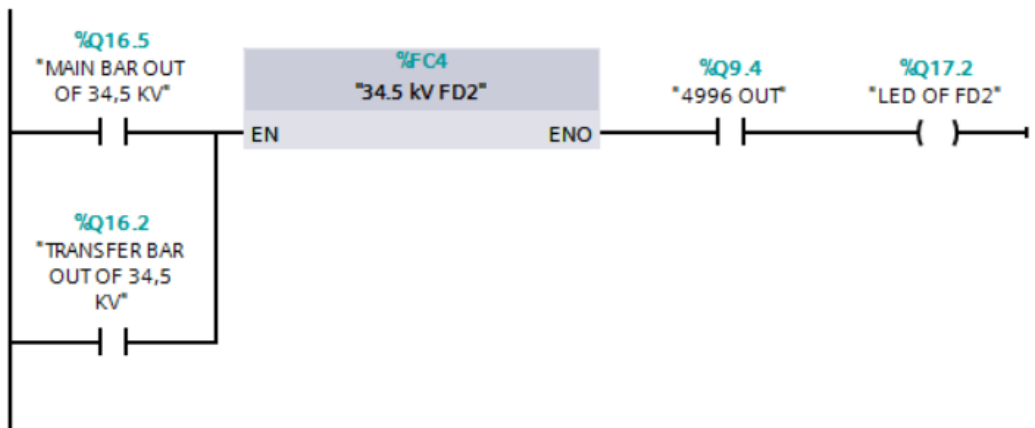 %Q16.5
"MAIN BAR OUT
OF 34,5 KV"
%FC4
"34.5 kV FD2"
EN
ENO
%Q9.4
"4996 OUT"
%Q17.2
"LED OF FD2"
%Q16.2
"TRANSFER BAR
OUT OF 34,5
KV"